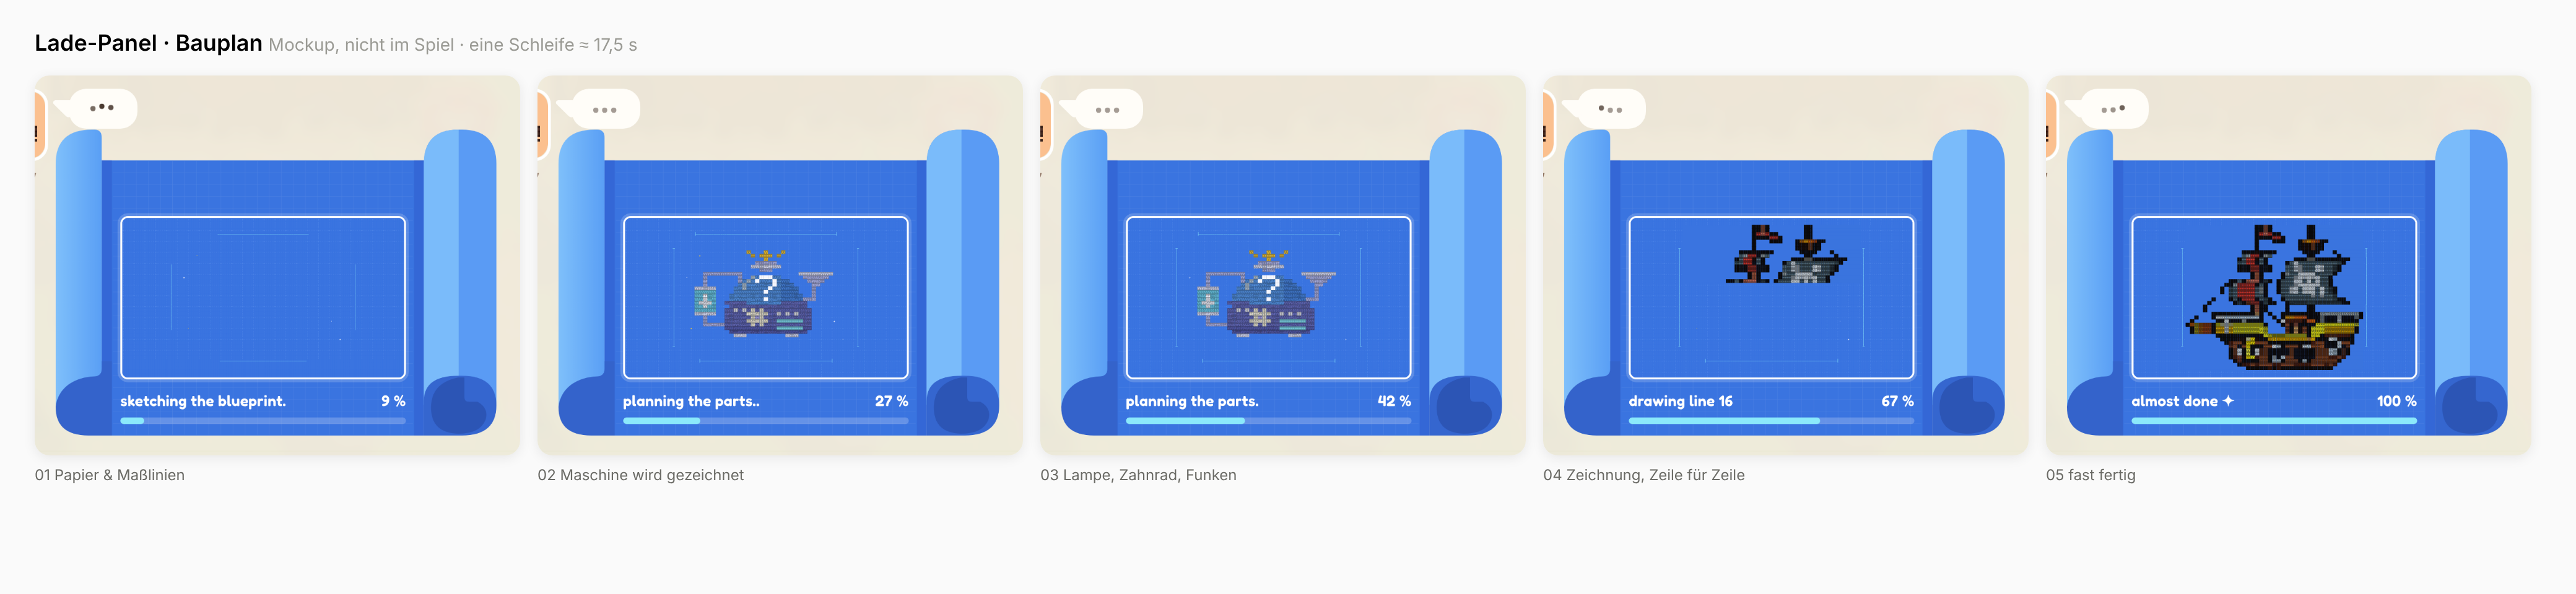 Lade-Panel · Bauplan Mockup, nicht im Spiel · eine Schleife ≈ 17,5 s
!
sketching the blueprint. 9 %
01 Papier & Maßlinien
!
?
planning the parts.. 27 %
02 Maschine wird gezeichnet
!
?
planning the parts. 42 %
03 Lampe, Zahnrad, Funken
!
drawing line 16 67 %
04 Zeichnung, Zeile für Zeile
!
almost done ✦ 100 %
05 fast fertig